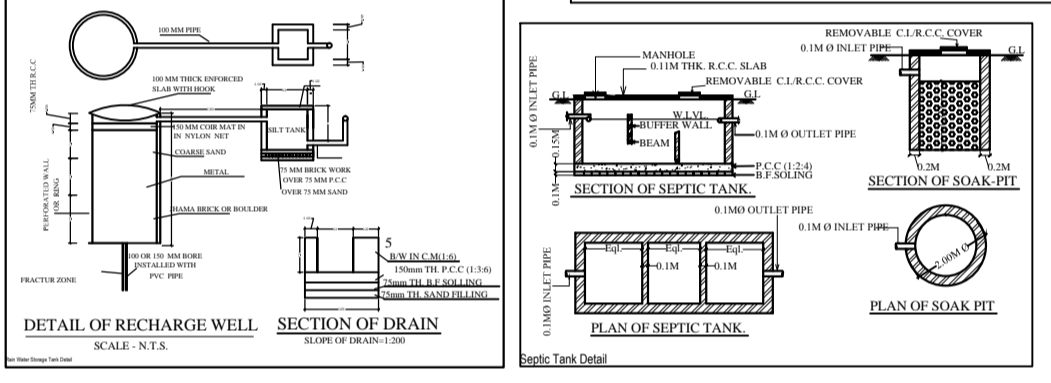 100 MM PIPE
75MM TH R.C.C
100 MM THICK ENFORCED
SLAB WITH HOOK
150 MM COIR MAT IN
IN NYLON NET
SILT TANK
COARSE SAND
METAL
PERFORATED WALL
OR RING
JHAMA BRICK OR BOULDER
75 MM BRICK WORK
OVER 75 MM P.C.C
OVER 75 MM SAND
100 OR 150 MM BORE
INSTALLED WITH
PVC PIPE
FRACTUR ZONE
5
B/W IN C.M(1:6)
150mm TH. P.C.C (1:3:6)
75mm TH. B.F SOLLING
75mm TH. SAND FILLING
DETAIL OF RECHARGE WELL
SCALE - N.T.S.
SECTION OF DRAIN
SLOPE OF DRAIN=1:200
Rain Water Storage Tank Detail
MANHOLE
0.11M THK. R.C.C. SLAB
REMOVABLE C.I./R.C.C. COVER
0.1M Ø INLET PIPE
G.L
G.L
W.LVL.
BUFFER WALL
BEAM
0.1M Ø OUTLET PIPE
0.15M
0.1M
P.C.C (1:2:4)
B.F.SOLING
SECTION OF SEPTIC TANK.
REMOVABLE C.I./R.C.C. COVER
0.1M Ø INLET PIPE
G.L
0.2M
0.2M
SECTION OF SOAK-PIT
0.1MØ OUTLET PIPE
0.1MØ INLET PIPE
Eql.
Eql.
Eql.
0.1M
0.1M
PLAN OF SEPTIC TANK.
0.1M Ø INLET PIPE
2.00M Ø
PLAN OF SOAK PIT
Septic Tank Detail